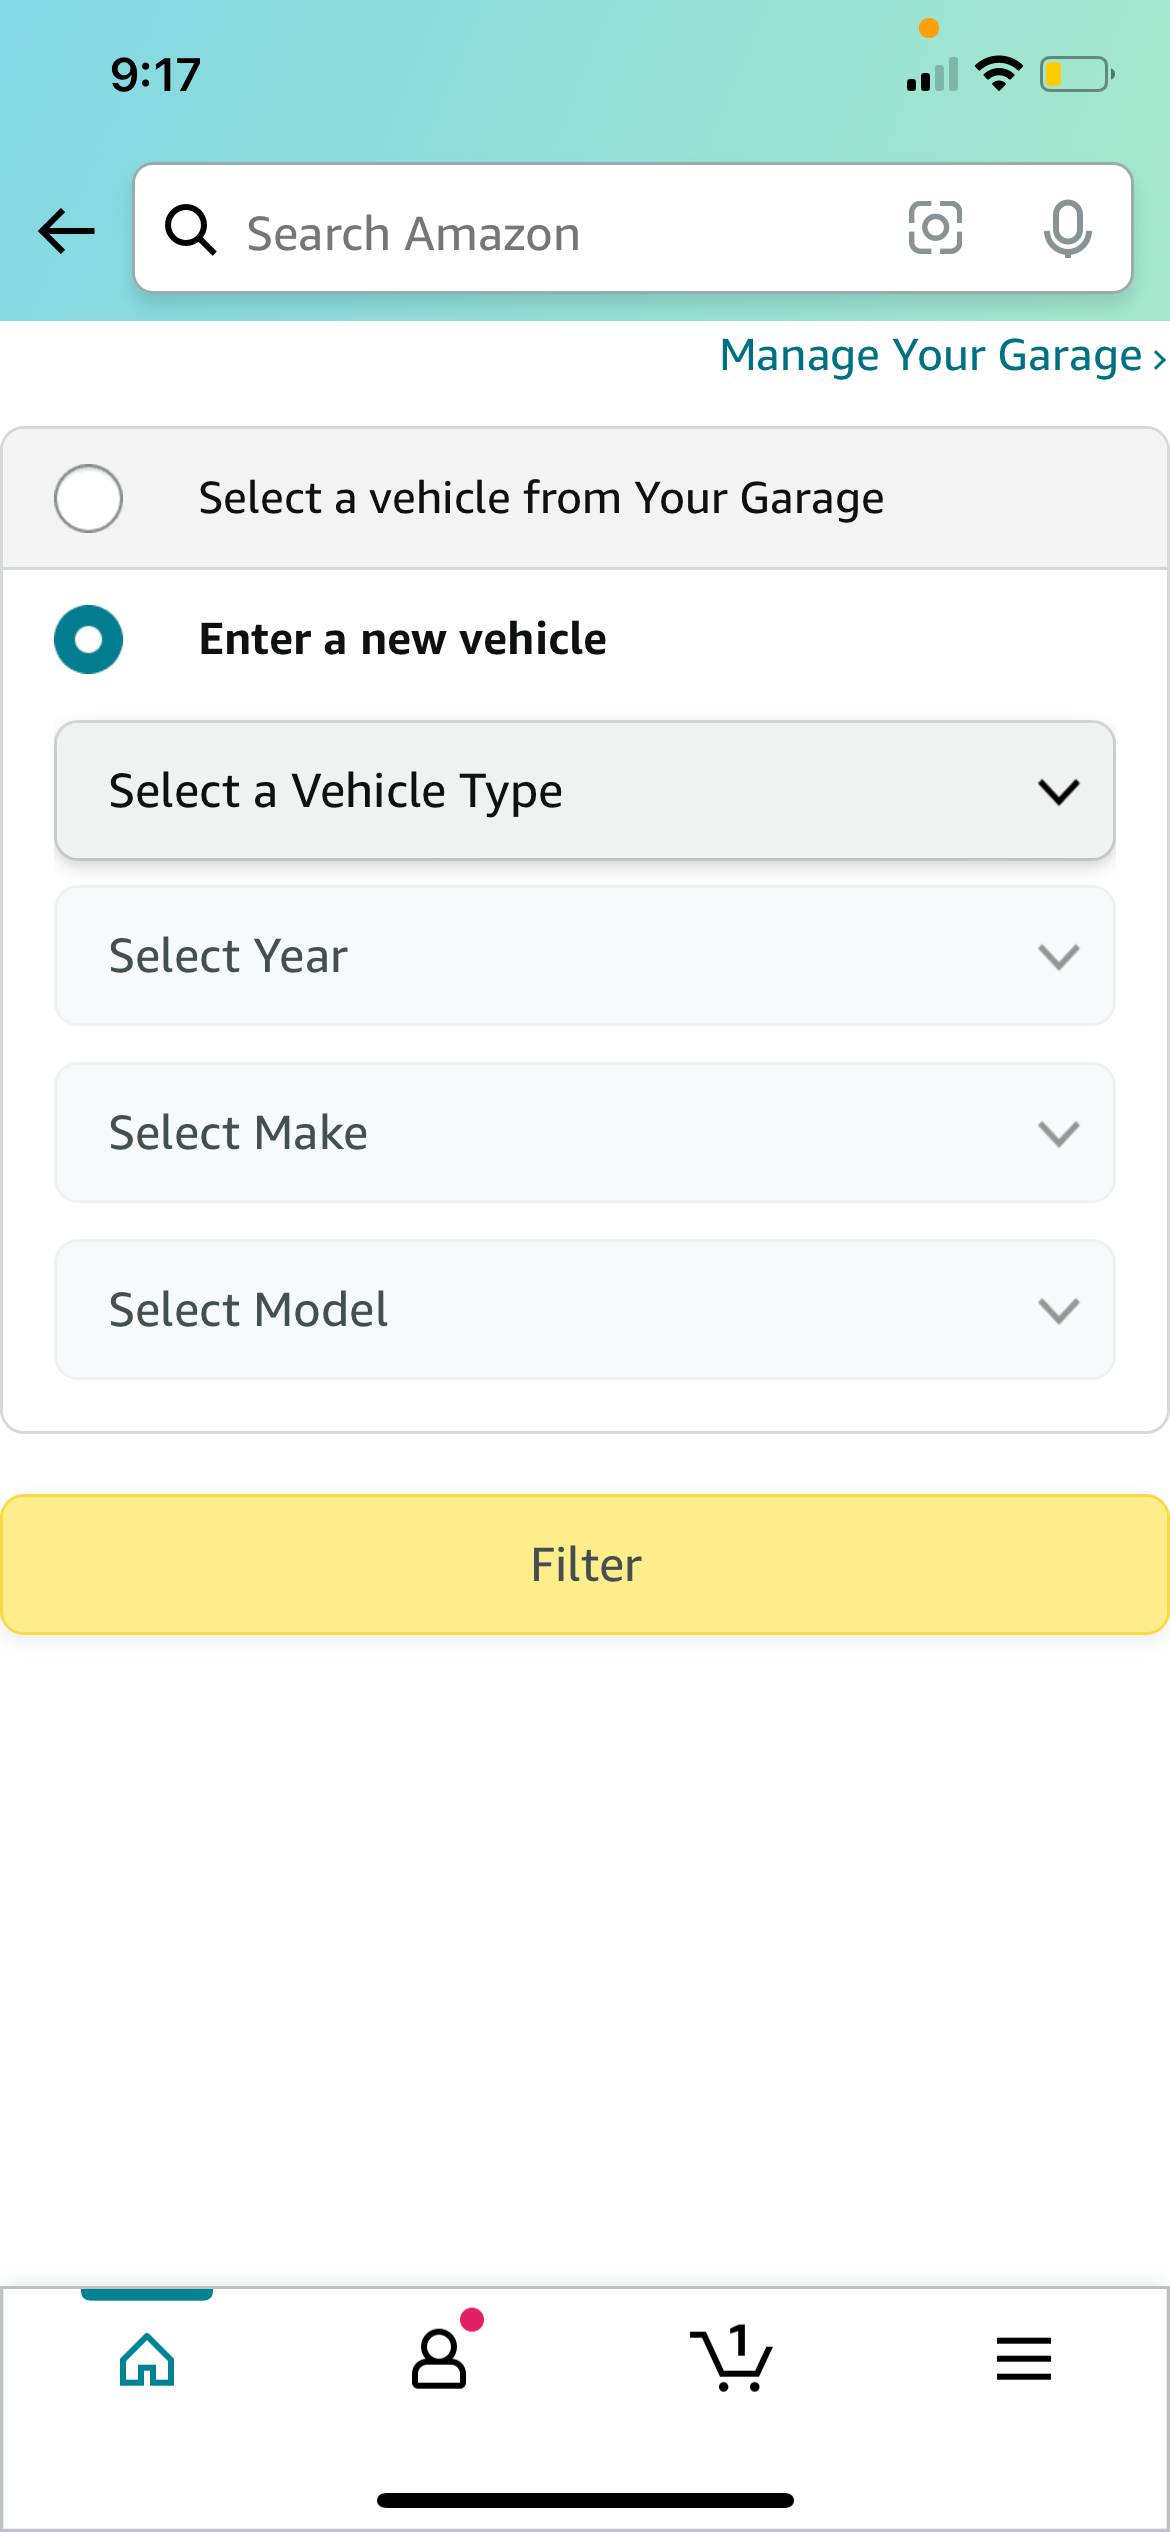 9:17
Search Amazon
Manage Your Garage ›
Select a vehicle from Your Garage
Enter a new vehicle
Select a Vehicle Type
Select Year
Select Make
Select Model
Filter
1